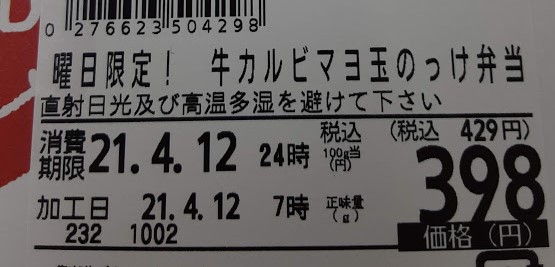 0 276623 504298
曜日限定! 牛カルビマヨ玉のっけ弁当
直射日光及び高温多湿を避けて下さい
消費期限 21. 4. 12 24時 税込 100g当(円) (税込 429円)
加工日 21. 4. 12 7時 正味量(g) 398
232 1002 価格(円)